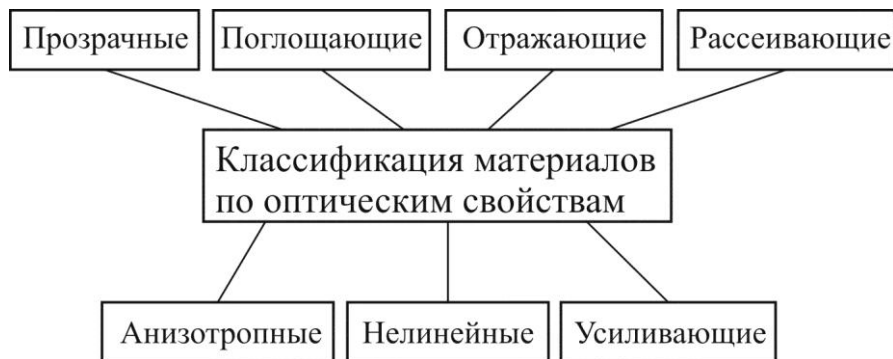 Прозрачные
Поглощающие
Отражающие
Рассеивающие
Классификация материалов
по оптическим свойствам
Анизотропные
Нелинейные
Усиливающие